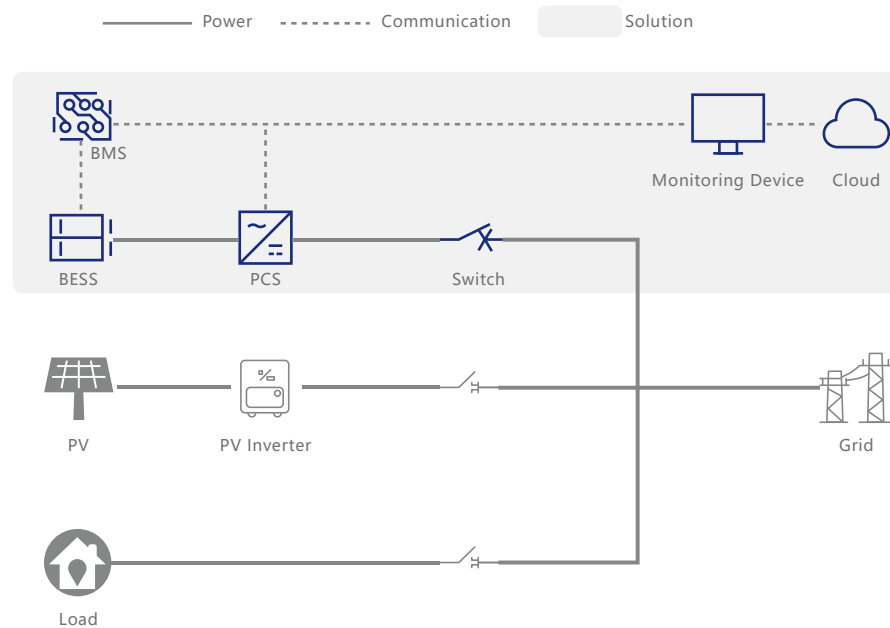 Power
Communication
Solution
BMS
Monitoring Device
Cloud
BESS
PCS
Switch
PV
PV Inverter
Grid
Load